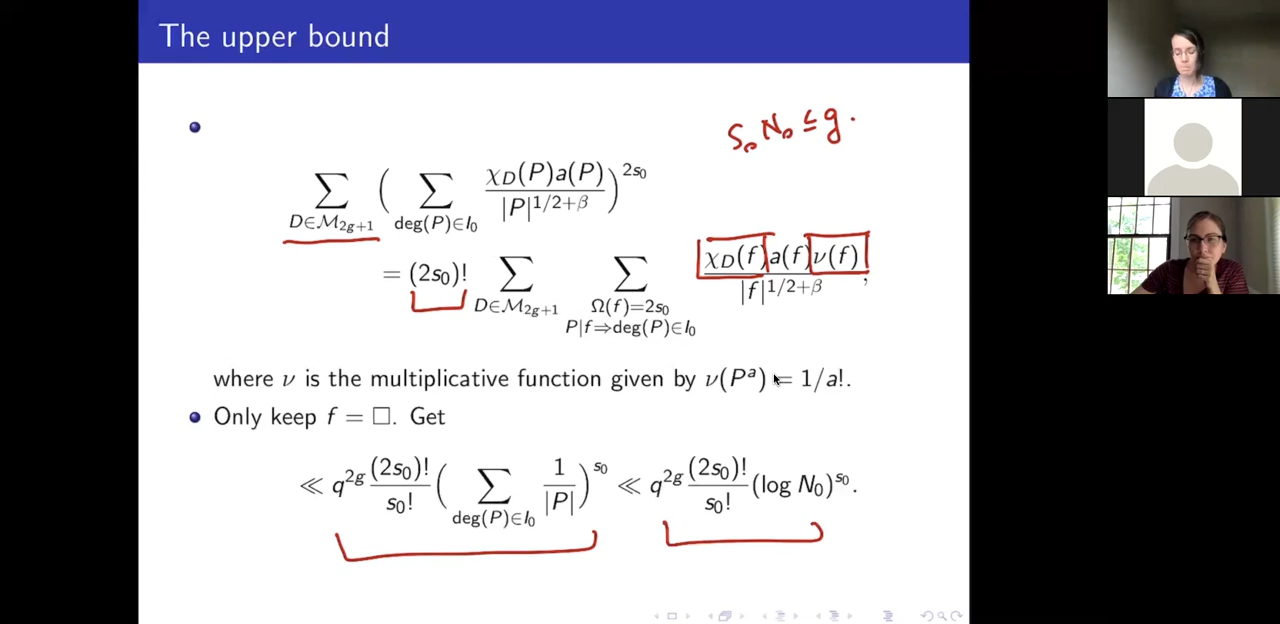 The upper bound
S₀ N₀ ≤ g.
∑_{D∈M_{2g+1}} ( ∑_{deg(P)∈I₀} χ_D(P)a(P) / |P|^{1/2+β} )^{2s₀}
= (2s₀)! ∑_{D∈M_{2g+1}} ∑_{Ω(f)=2s₀, P|f⇒deg(P)∈I₀} χ_D(f)a(f)ν(f) / |f|^{1/2+β} ,
where ν is the multiplicative function given by ν(P^a) = 1/a!.
Only keep f = □. Get
≪ q^{2g} (2s₀)!/s₀! ( ∑_{deg(P)∈I₀} 1/|P| )^{s₀} ≪ q^{2g} (2s₀)!/s₀! (log N₀)^{s₀}.